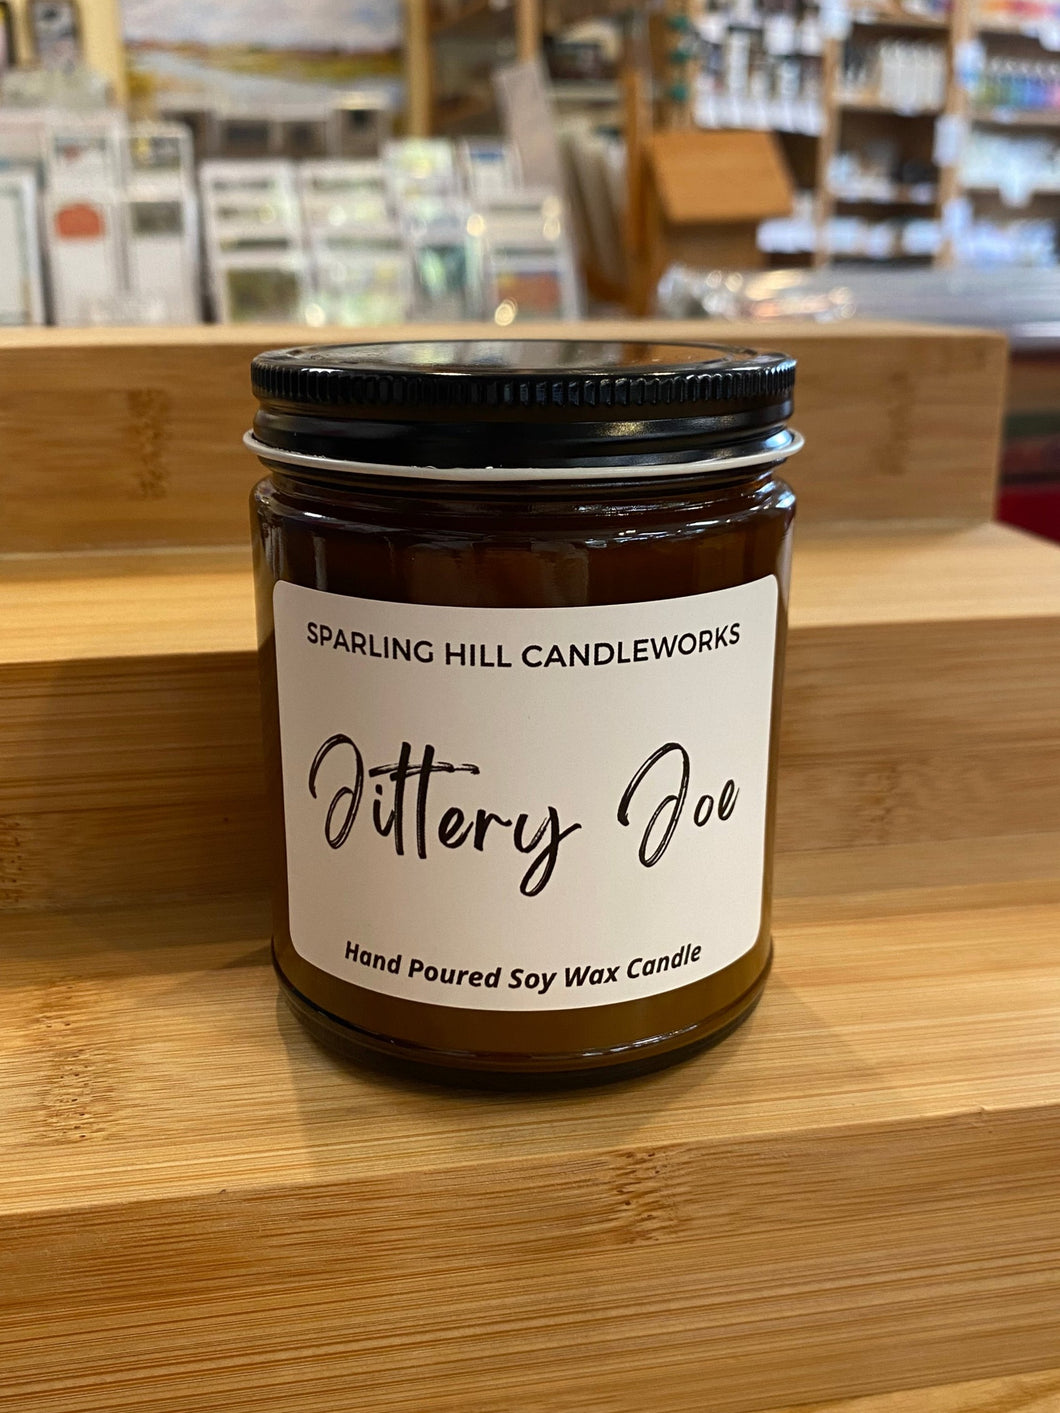 SPARLING HILL CANDLEWORKS
Jittery Joe
Hand Poured Soy Wax Candle